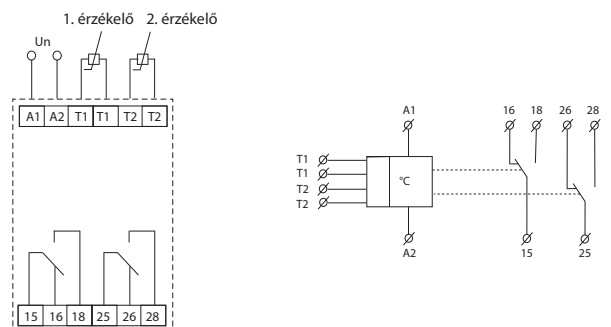 1. érzékelő 2. érzékelő
Un
A1 A2 T1 T1 T2 T2
15 16 18 25 26 28
A1 16 18 26 28
T1
T1
T2
T2
°C
A2 15 25